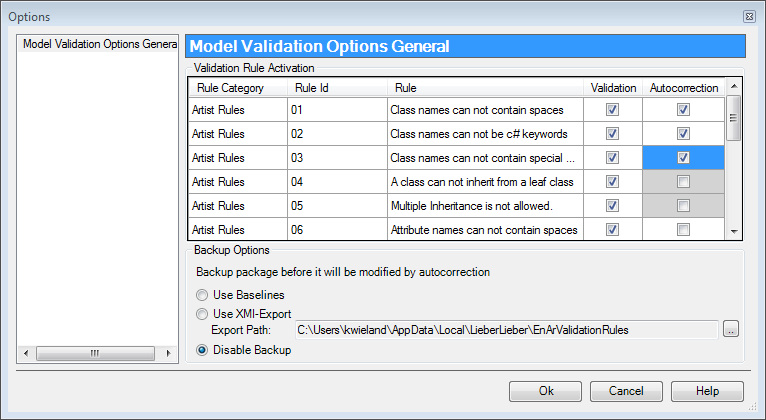 Options
Model Validation Options Genera
Model Validation Options General
Validation Rule Activation
Rule Category Rule Id Rule Validation Autocorrection
Artist Rules 01 Class names can not contain spaces
Artist Rules 02 Class names can not be c# keywords
Artist Rules 03 Class names can not contain special ...
Artist Rules 04 A class can not inherit from a leaf class
Artist Rules 05 Multiple Inheritance is not allowed.
Artist Rules 06 Attribute names can not contain spaces
Backup Options
Backup package before it will be modified by autocorrection
Use Baselines
Use XMI-Export
Export Path: C:\Users\kwieland\AppData\Local\LieberLieber\EnArValidationRules ..
Disable Backup
Ok Cancel Help